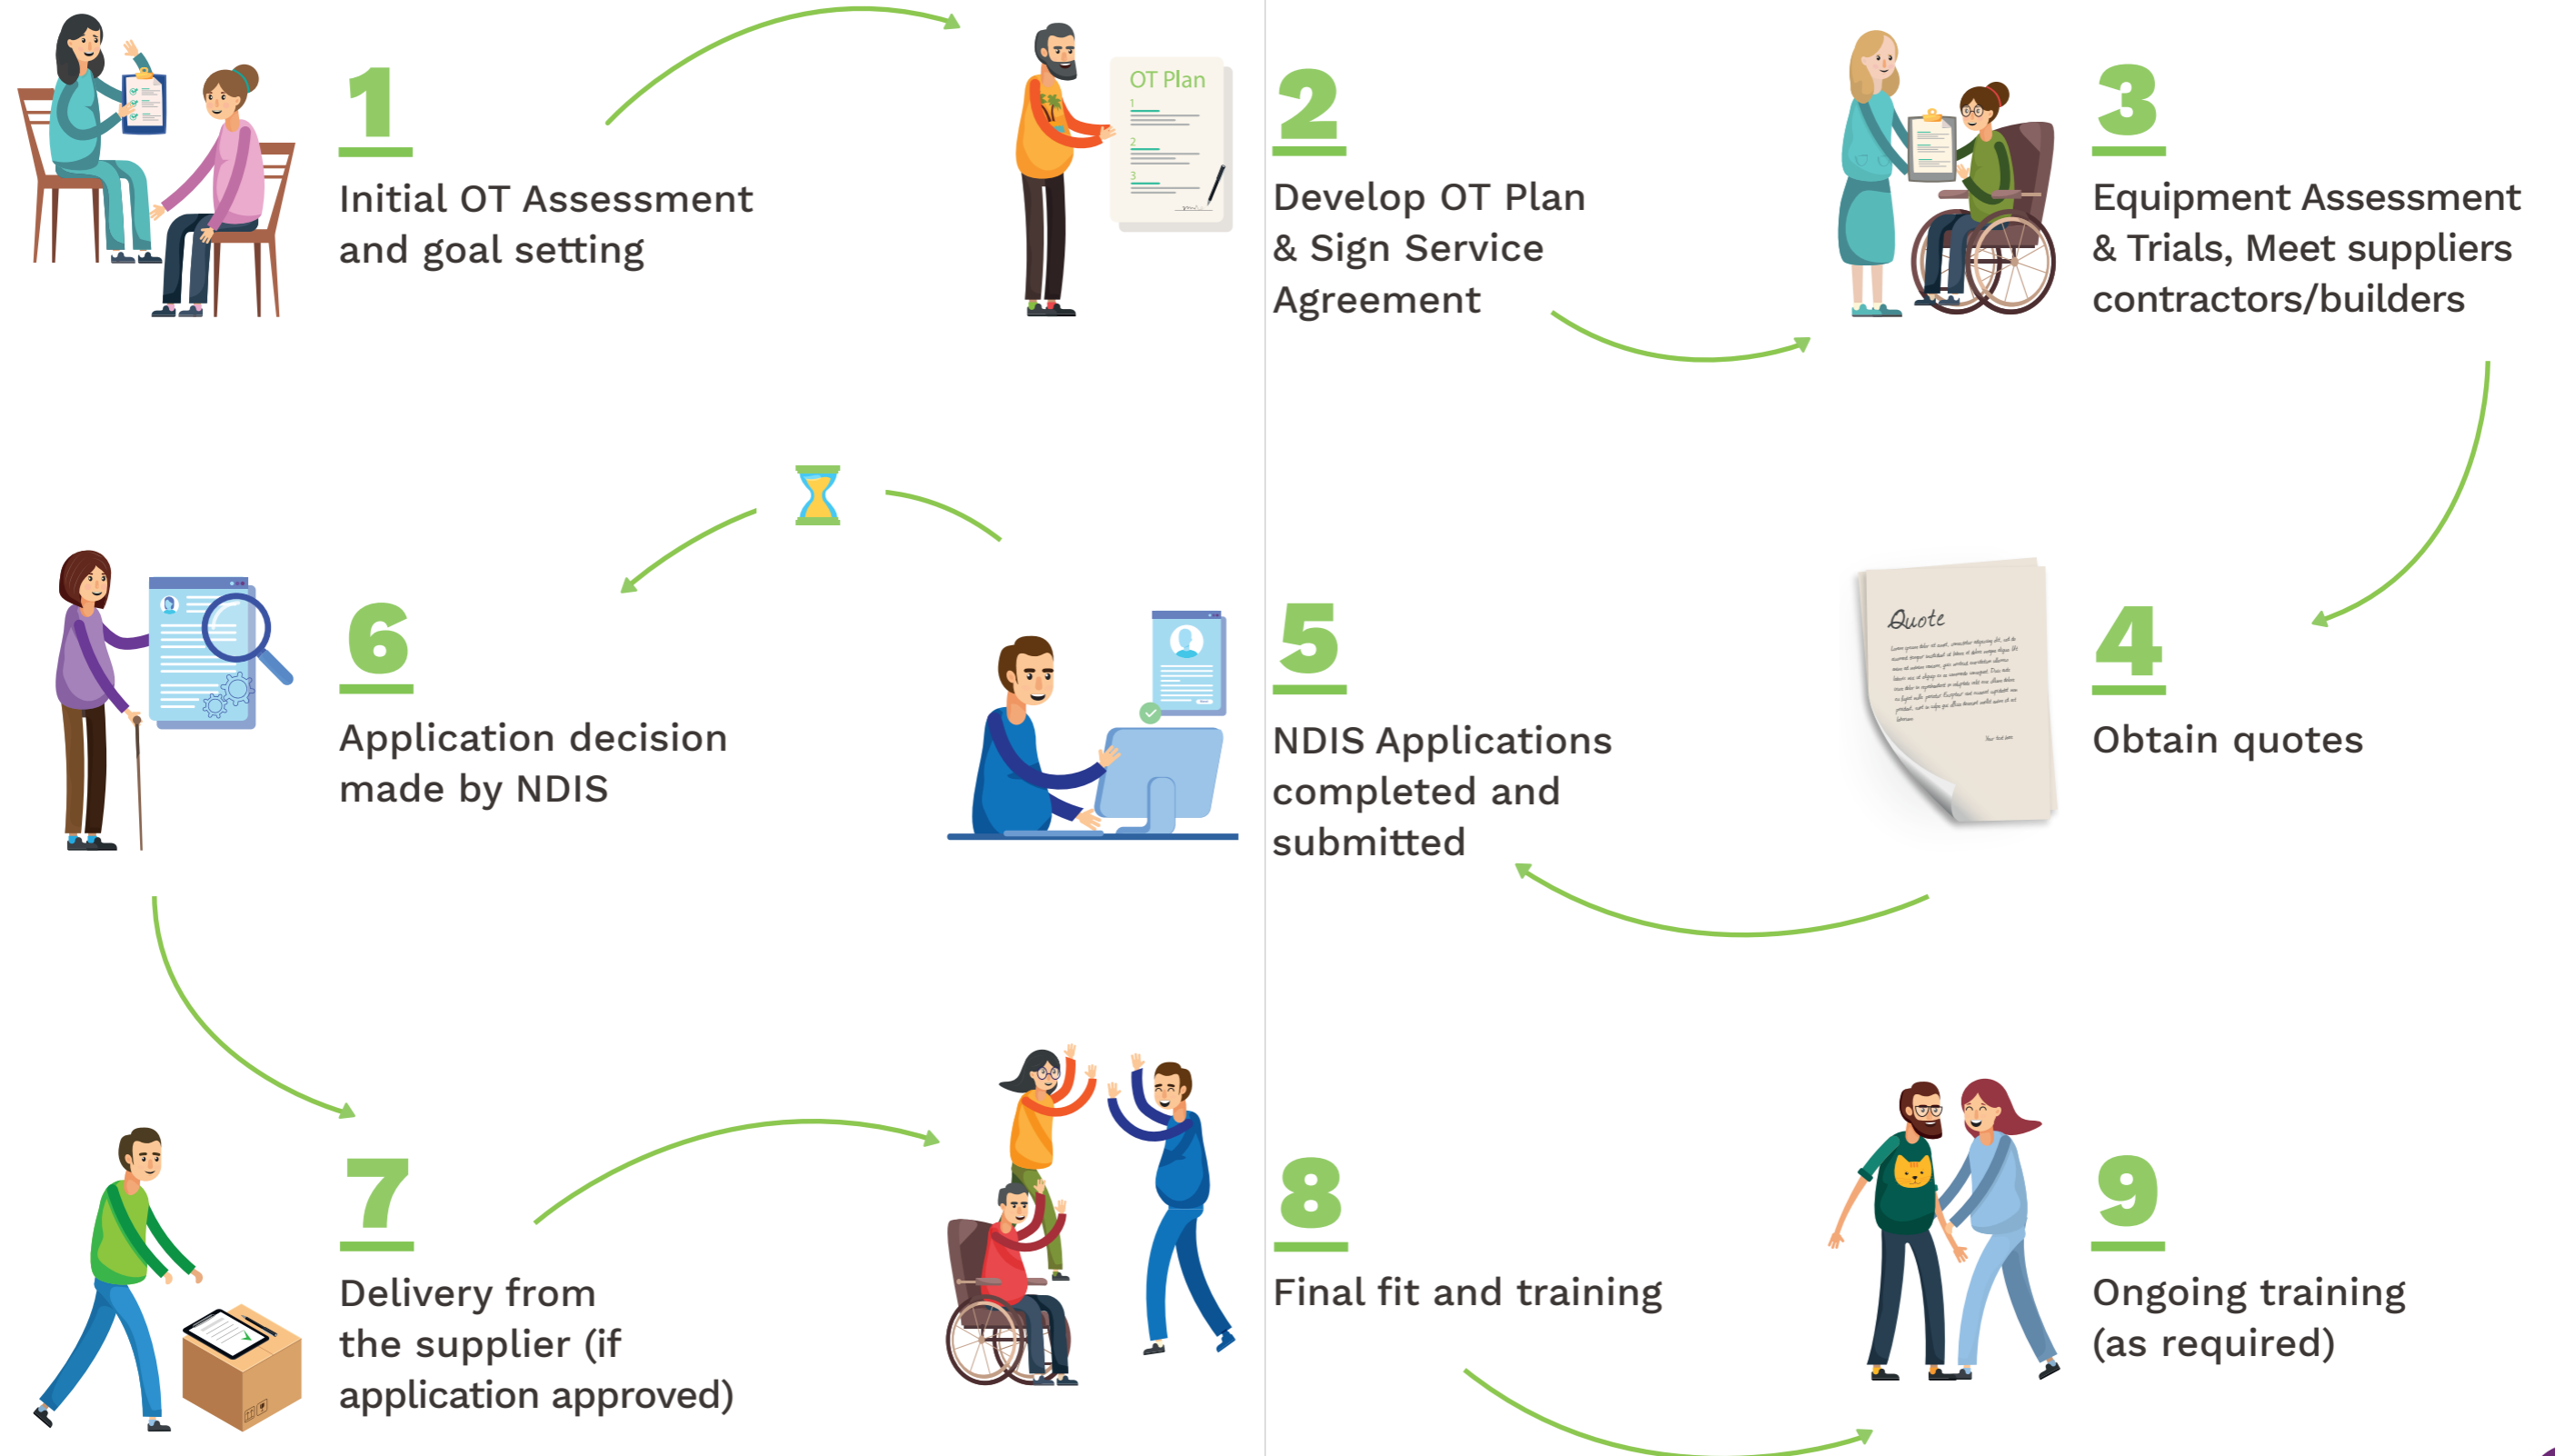 1
Initial OT Assessment
and goal setting
OT Plan
1
2
3
2
Develop OT Plan
& Sign Service
Agreement
3
Equipment Assessment
& Trials, Meet suppliers
contractors/builders
6
Application decision
made by NDIS
5
NDIS Applications
completed and
submitted
Quote
4
Obtain quotes
7
Delivery from
the supplier (if
application approved)
8
Final fit and training
9
Ongoing training
(as required)